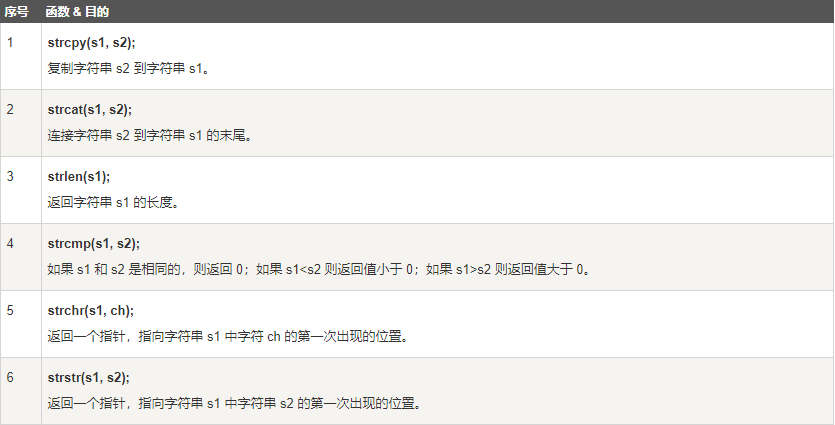 序号 函数 & 目的
1 strcpy(s1, s2);
复制字符串 s2 到字符串 s1。
2 strcat(s1, s2);
连接字符串 s2 到字符串 s1 的末尾。
3 strlen(s1);
返回字符串 s1 的长度。
4 strcmp(s1, s2);
如果 s1 和 s2 是相同的，则返回 0；如果 s1<s2 则返回值小于 0；如果 s1>s2 则返回值大于 0。
5 strchr(s1, ch);
返回一个指针，指向字符串 s1 中字符 ch 的第一次出现的位置。
6 strstr(s1, s2);
返回一个指针，指向字符串 s1 中字符串 s2 的第一次出现的位置。